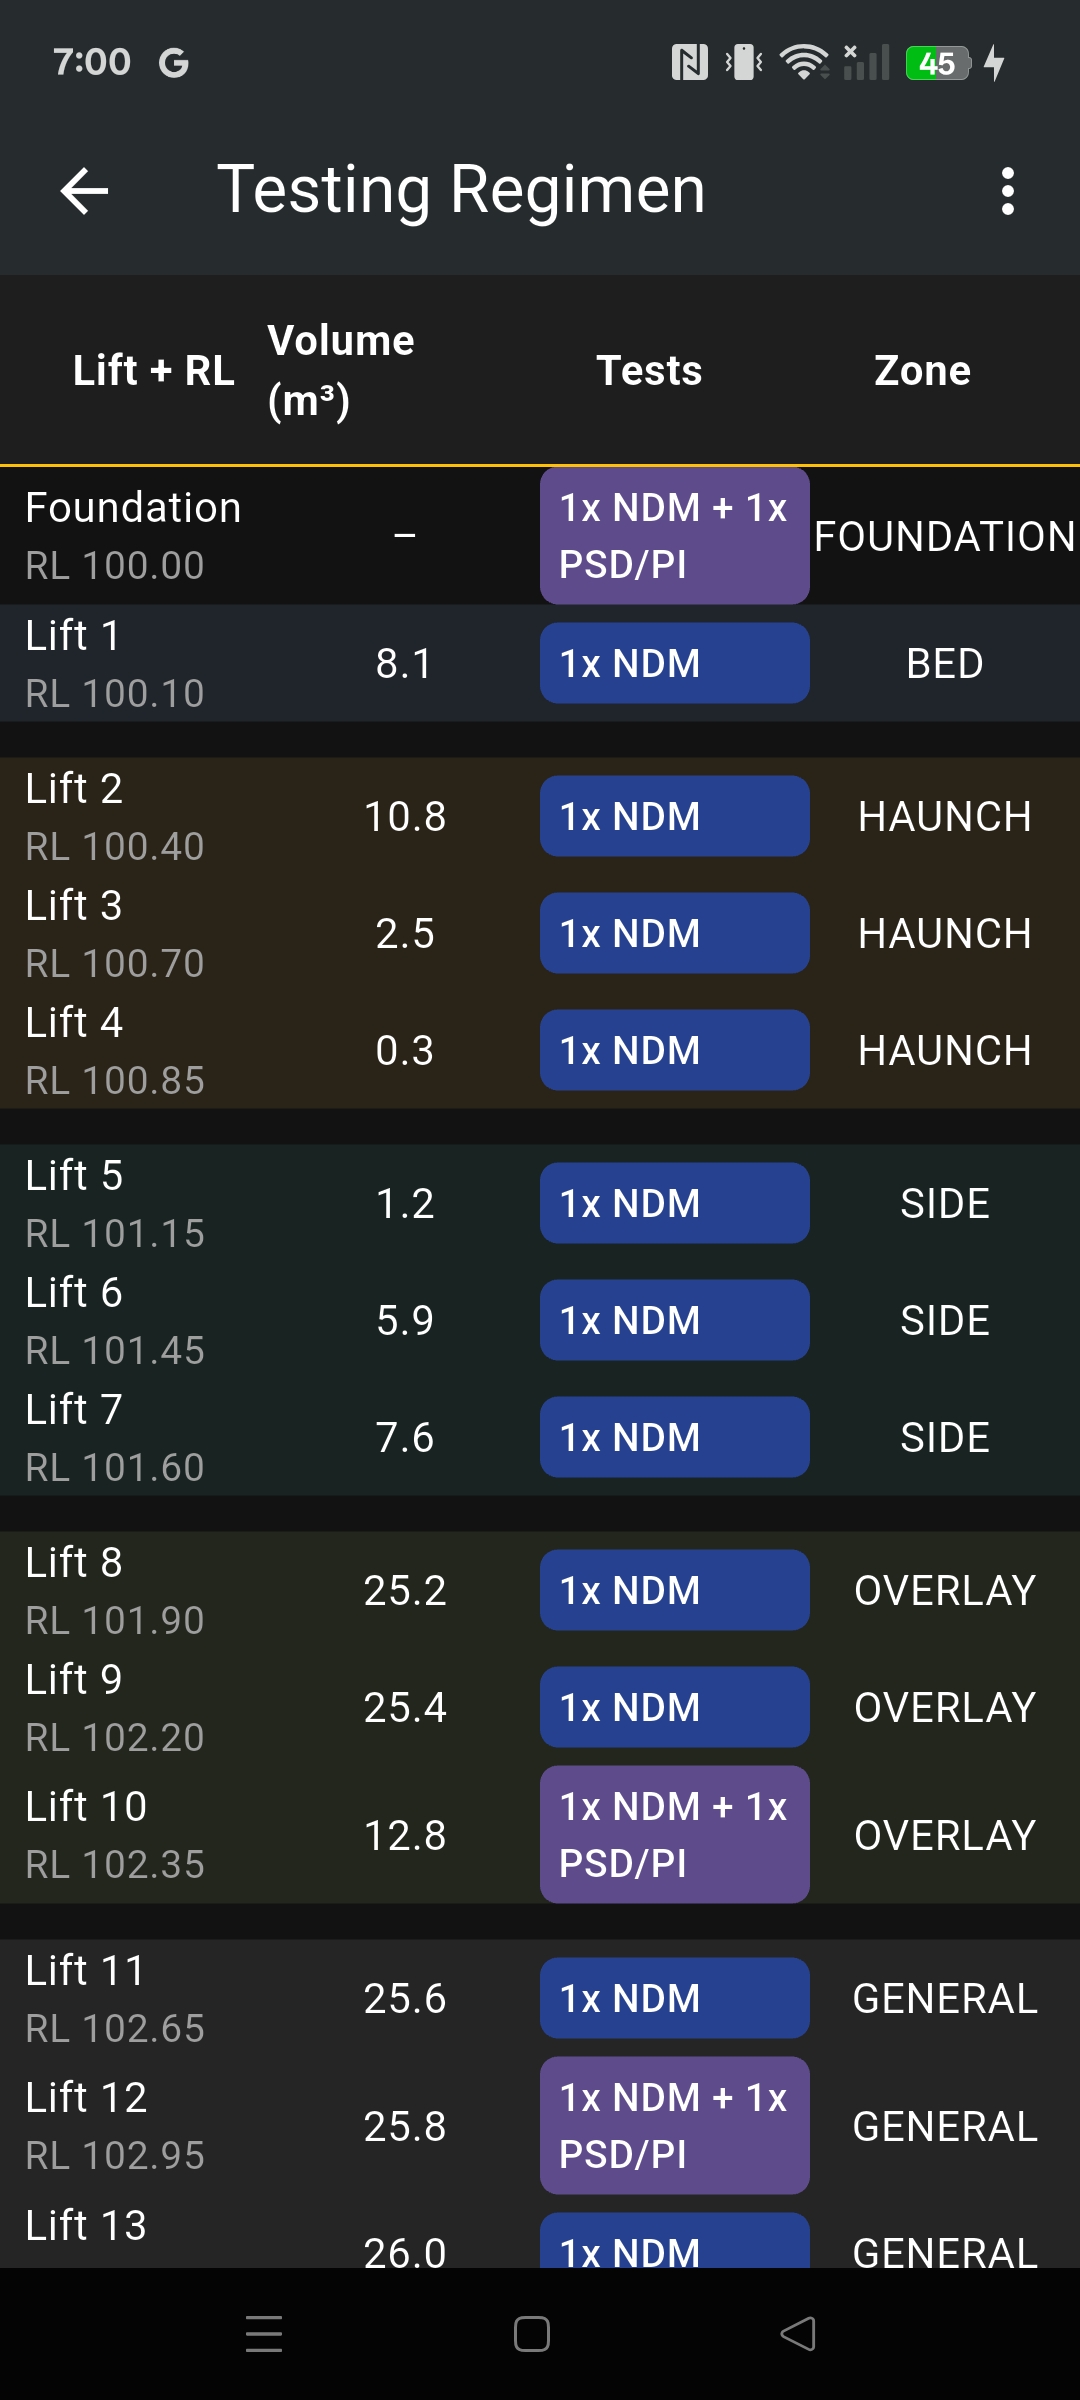 7:00 G 45
Testing Regimen
Lift + RL
Volume
(m³)
Tests
Zone
Foundation
RL 100.00
–
1x NDM + 1x
PSD/PI
FOUNDATION
Lift 1
RL 100.10
8.1
1x NDM
BED
Lift 2
RL 100.40
10.8
1x NDM
HAUNCH
Lift 3
RL 100.70
2.5
1x NDM
HAUNCH
Lift 4
RL 100.85
0.3
1x NDM
HAUNCH
Lift 5
RL 101.15
1.2
1x NDM
SIDE
Lift 6
RL 101.45
5.9
1x NDM
SIDE
Lift 7
RL 101.60
7.6
1x NDM
SIDE
Lift 8
RL 101.90
25.2
1x NDM
OVERLAY
Lift 9
RL 102.20
25.4
1x NDM
OVERLAY
Lift 10
RL 102.35
12.8
1x NDM + 1x
PSD/PI
OVERLAY
Lift 11
RL 102.65
25.6
1x NDM
GENERAL
Lift 12
RL 102.95
25.8
1x NDM + 1x
PSD/PI
GENERAL
Lift 13
26.0
1x NDM
GENERAL